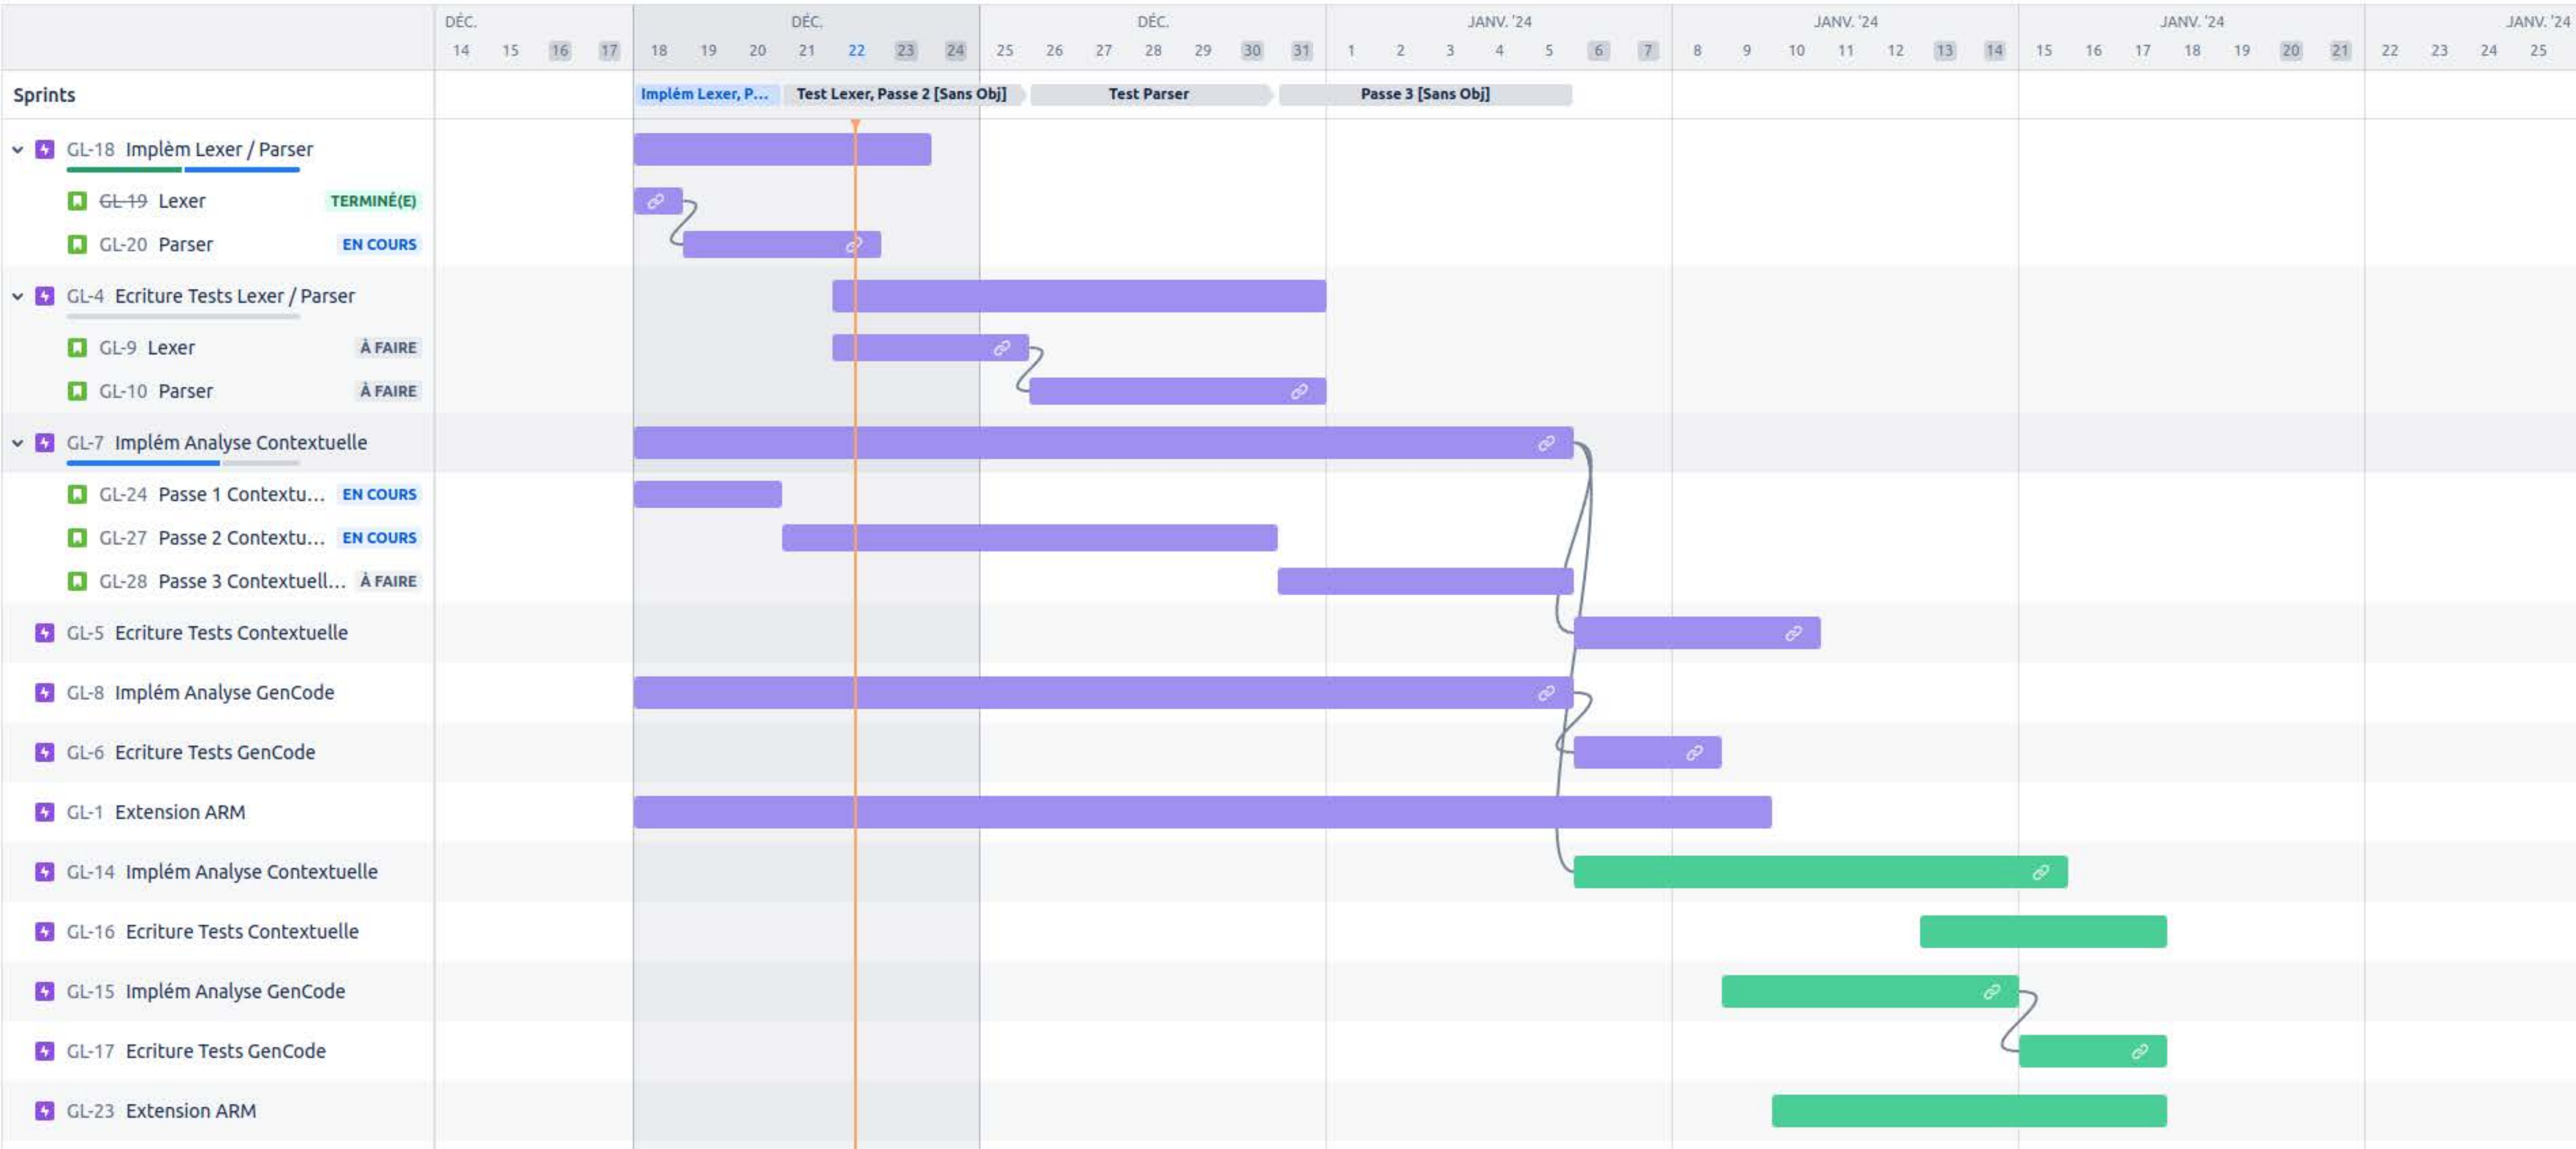 DÉC. DÉC. DÉC. JANV. '24 JANV. '24 JANV. '24 JANV. '24
14 15 16 17 18 19 20 21 22 23 24 25 26 27 28 29 30 31 1 2 3 4 5 6 7 8 9 10 11 12 13 14 15 16 17 18 19 20 21 22 23 24 25
Sprints Implém Lexer, P... Test Lexer, Passe 2 [Sans Obj] Test Parser Passe 3 [Sans Obj]
GL-18 Implèm Lexer / Parser
GL-19 Lexer TERMINÉ(E)
GL-20 Parser EN COURS
GL-4 Ecriture Tests Lexer / Parser
GL-9 Lexer À FAIRE
GL-10 Parser À FAIRE
GL-7 Implém Analyse Contextuelle
GL-24 Passe 1 Contextu... EN COURS
GL-27 Passe 2 Contextu... EN COURS
GL-28 Passe 3 Contextuell... À FAIRE
GL-5 Ecriture Tests Contextuelle
GL-8 Implém Analyse GenCode
GL-6 Ecriture Tests GenCode
GL-1 Extension ARM
GL-14 Implém Analyse Contextuelle
GL-16 Ecriture Tests Contextuelle
GL-15 Implém Analyse GenCode
GL-17 Ecriture Tests GenCode
GL-23 Extension ARM